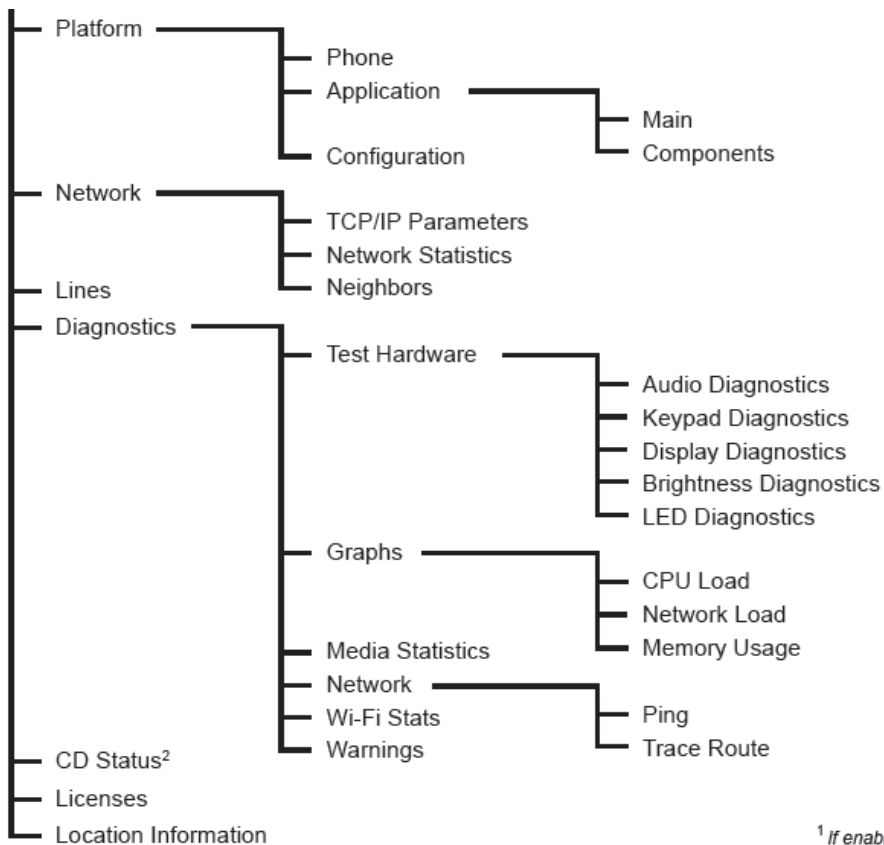 Platform
Phone
Application
Main
Configuration
Components
Network
TCP/IP Parameters
Network Statistics
Lines
Neighbors
Diagnostics
Test Hardware
Audio Diagnostics
Keypad Diagnostics
Display Diagnostics
Brightness Diagnostics
LED Diagnostics
Graphs
CPU Load
Network Load
Media Statistics
Memory Usage
Network
Wi-Fi Stats
Ping
Warnings
Trace Route
CD Status²
Licenses
Location Information
¹ If